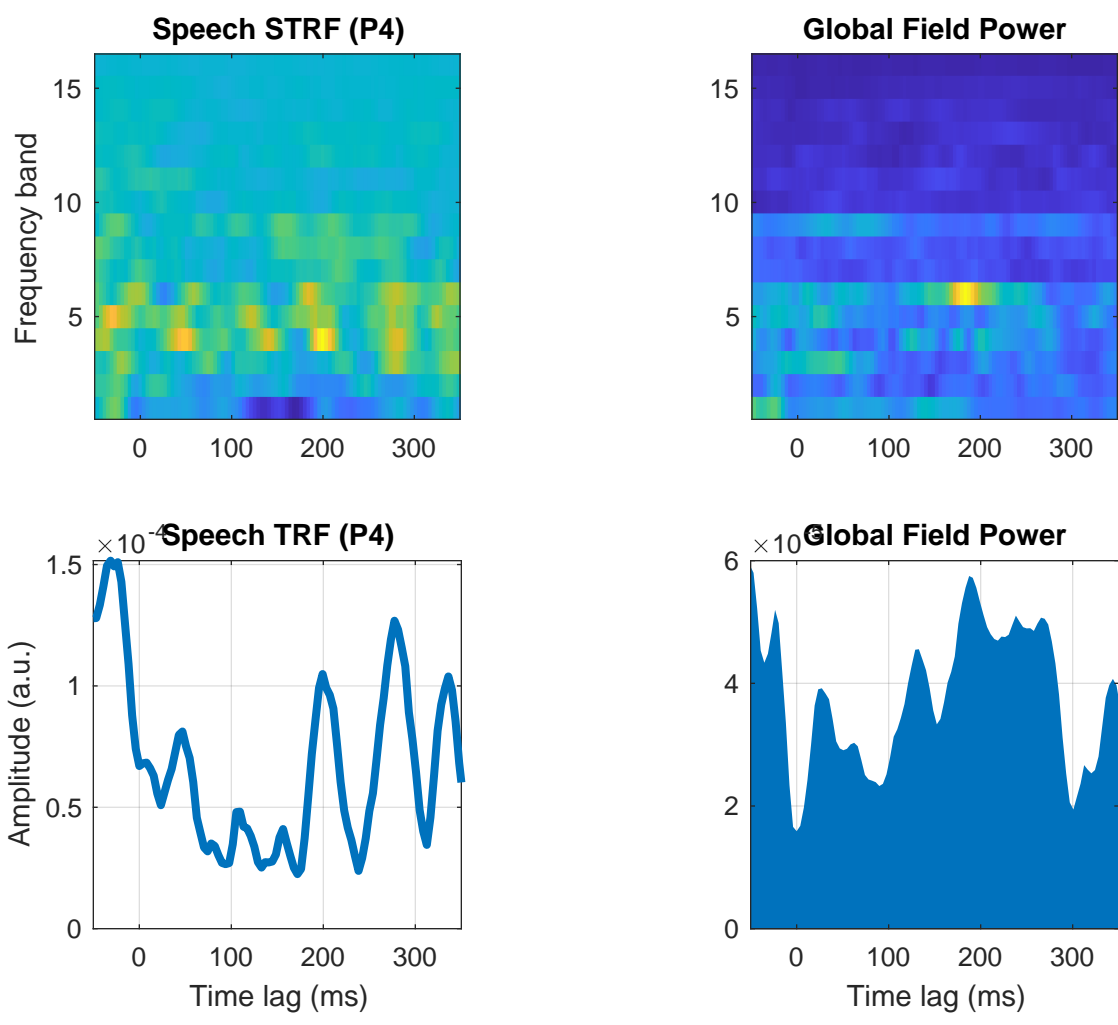 Speech STRF (P4)
Frequency band
15
10
5
0 100 200 300
Global Field Power
15
10
5
0 100 200 300
Speech TRF (P4)
×10⁻⁴
Amplitude (a.u.)
1.5
1
0.5
0
0 100 200 300
Time lag (ms)
Global Field Power
×10
6
4
2
0
0 100 200 300
Time lag (ms)